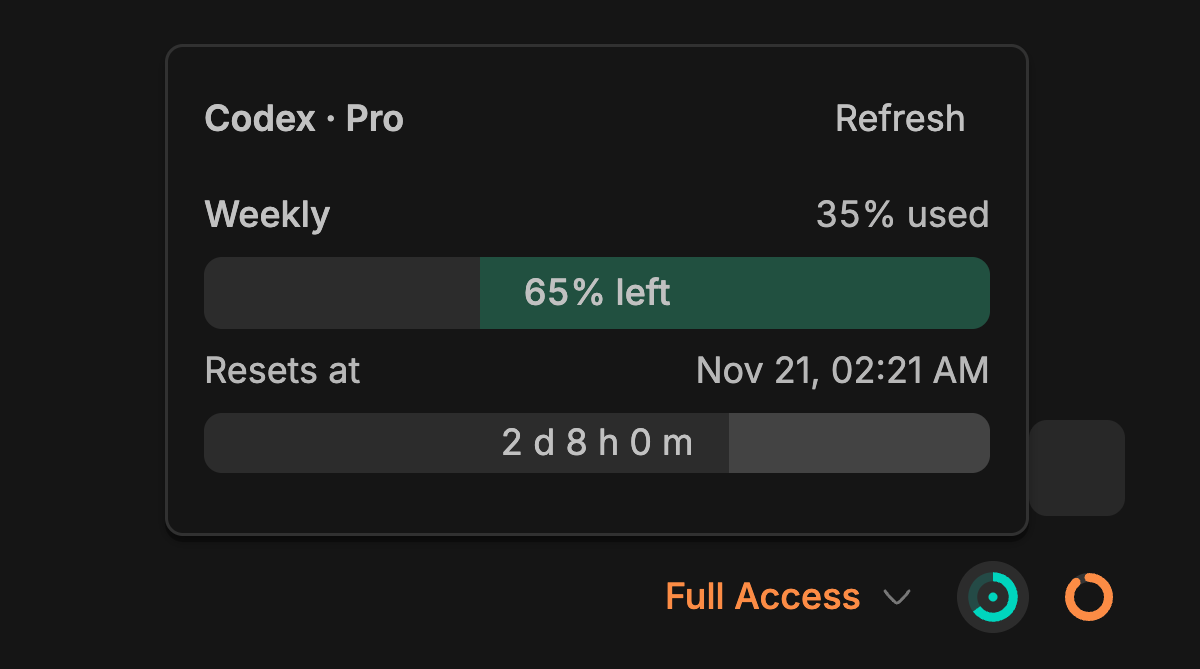 Codex · Pro
Refresh
Weekly
35% used
65% left
Resets at
Nov 21, 02:21 AM
2 d 8 h 0 m
Full Access